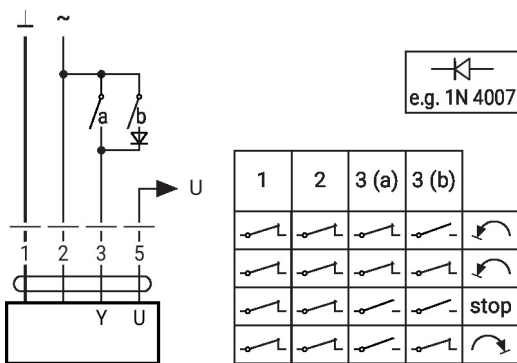 ⊥ ~
a b
e.g. 1N 4007
U
1 2 3 5
Y U
1 2 3 (a) 3 (b)
stop